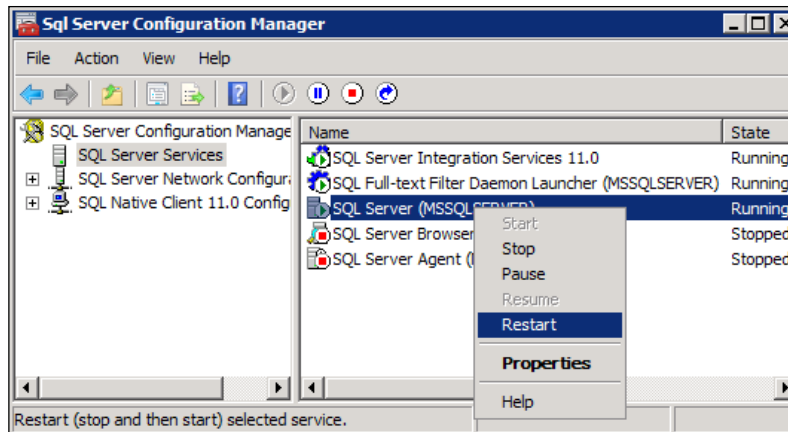 Sql Server Configuration Manager
File Action View Help
SQL Server Configuration Manage
SQL Server Services
SQL Server Network Configura
SQL Native Client 11.0 Config
Name State
SQL Server Integration Services 11.0 Running
SQL Full-text Filter Daemon Launcher (MSSQLSERVER) Running
SQL Server (MSSQLSERVER) Running
SQL Server Browser Stopped
SQL Server Agent ( Stopped
Start
Stop
Pause
Resume
Restart
Properties
Help
Restart (stop and then start) selected service.